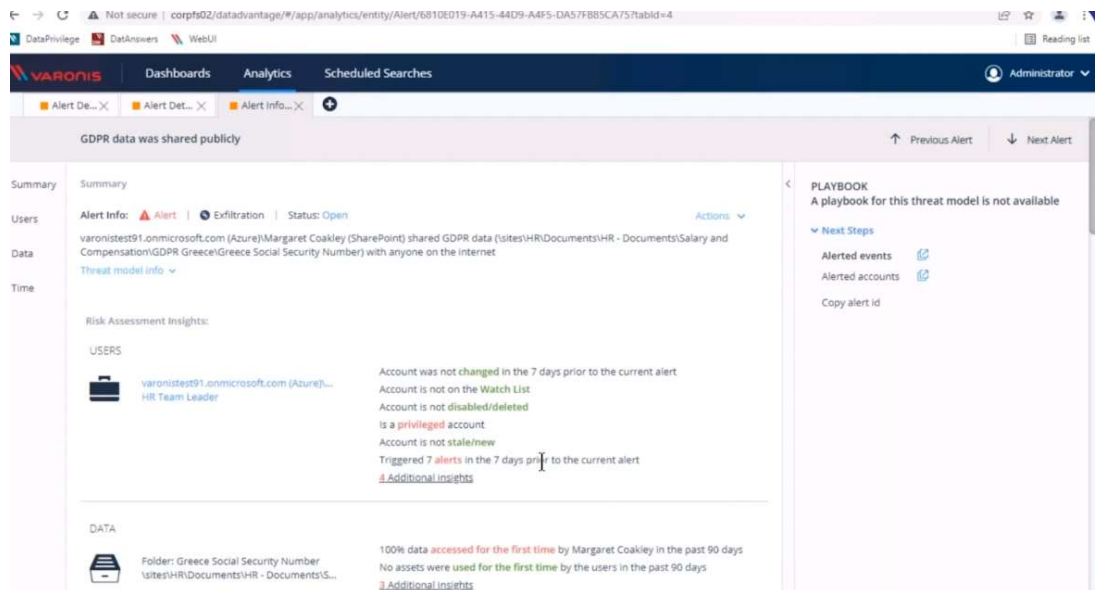 Not secure | corpfs02/datadvantage/#/app/analytics/entity/Alert/6810E019-A415-44D9-A4F5-DA57FB85CA75?tabId=4
DataPrivilege DatAnswers WebUI Reading list
VARONIS Dashboards Analytics Scheduled Searches Administrator
Alert De... Alert Det... Alert Info...
GDPR data was shared publicly Previous Alert Next Alert
Summary
Users
Data
Time
Summary
Alert Info: Alert | Exfiltration | Status: Open Actions
varonistest91.onmicrosoft.com (Azure)\Margaret Coakley (SharePoint) shared GDPR data (\sites\HR\Documents\HR - Documents\Salary and
Compensation\GDPR Greece\Greece Social Security Number) with anyone on the internet
Threat model info
Risk Assessment Insights:
USERS
varonistest91.onmicrosoft.com (Azure)\...
HR Team Leader
Account was not changed in the 7 days prior to the current alert
Account is not on the Watch List
Account is not disabled/deleted
Is a privileged account
Account is not stale/new
Triggered 7 alerts in the 7 days prior to the current alert
4 Additional insights
DATA
Folder: Greece Social Security Number
\sites\HR\Documents\HR - Documents\S...
100% data accessed for the first time by Margaret Coakley in the past 90 days
No assets were used for the first time by the users in the past 90 days
3 Additional insights
PLAYBOOK
A playbook for this threat model is not available
Next Steps
Alerted events
Alerted accounts
Copy alert id